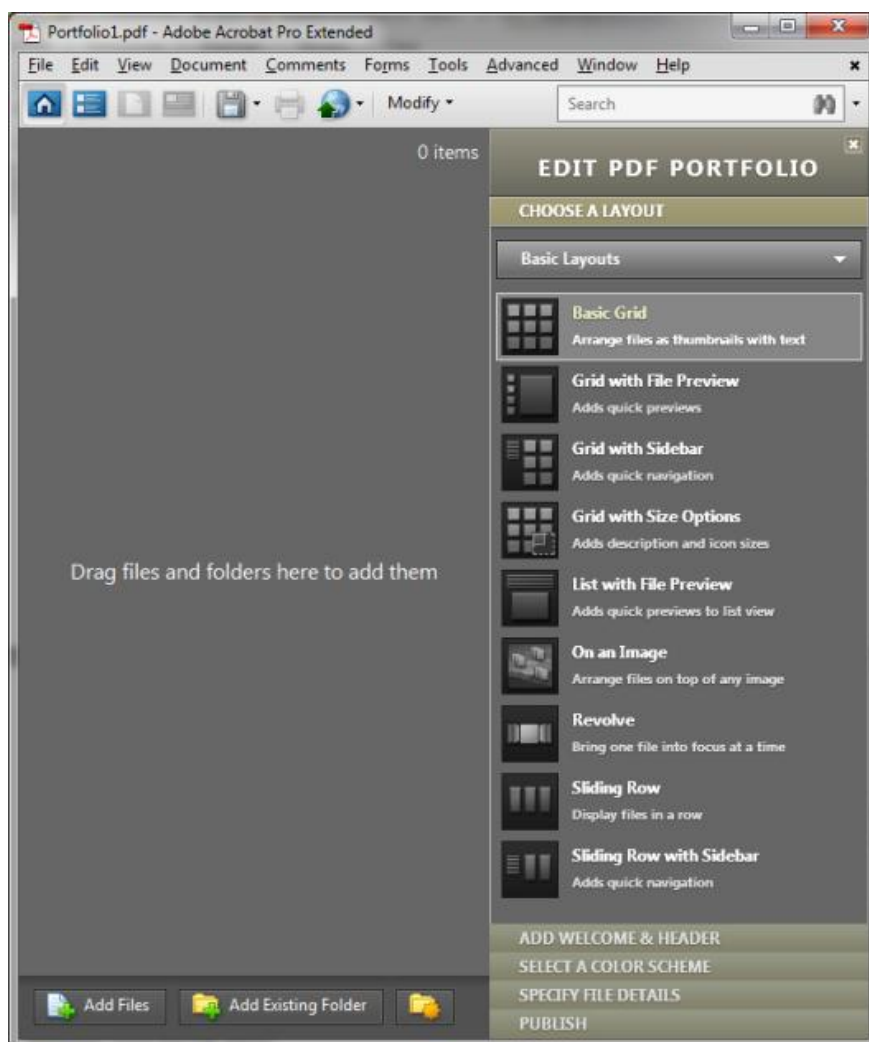 Portfolio1.pdf - Adobe Acrobat Pro Extended
File Edit View Document Comments Forms Tools Advanced Window Help
Modify
Search
0 items
Drag files and folders here to add them
Add Files
Add Existing Folder
EDIT PDF PORTFOLIO
CHOOSE A LAYOUT
Basic Layouts
Basic Grid
Arrange files as thumbnails with text
Grid with File Preview
Adds quick previews
Grid with Sidebar
Adds quick navigation
Grid with Size Options
Adds description and icon sizes
List with File Preview
Adds quick previews to list view
On an Image
Arrange files on top of any image
Revolve
Bring one file into focus at a time
Sliding Row
Display files in a row
Sliding Row with Sidebar
Adds quick navigation
ADD WELCOME & HEADER
SELECT A COLOR SCHEME
SPECIFY FILE DETAILS
PUBLISH